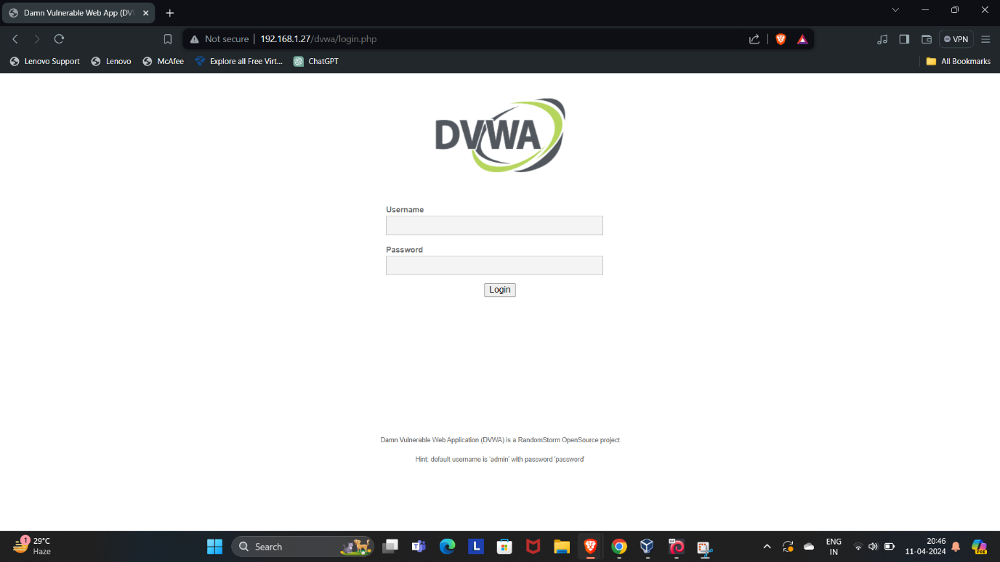 Damn Vulnerable Web App (DV
Not secure
192.168.1.27/dvwa/login.php
VPN
Lenovo Support
Lenovo
McAfee
Explore all Free Virt...
ChatGPT
All Bookmarks
DVWA
Username
Password
Login
Damn Vulnerable Web Application (DVWA) is a RandomStorm OpenSource project
Hint: default username is 'admin' with password 'password'
1
29°C
Haze
Search
L
ENG
IN
20:46
11-04-2024
PRE